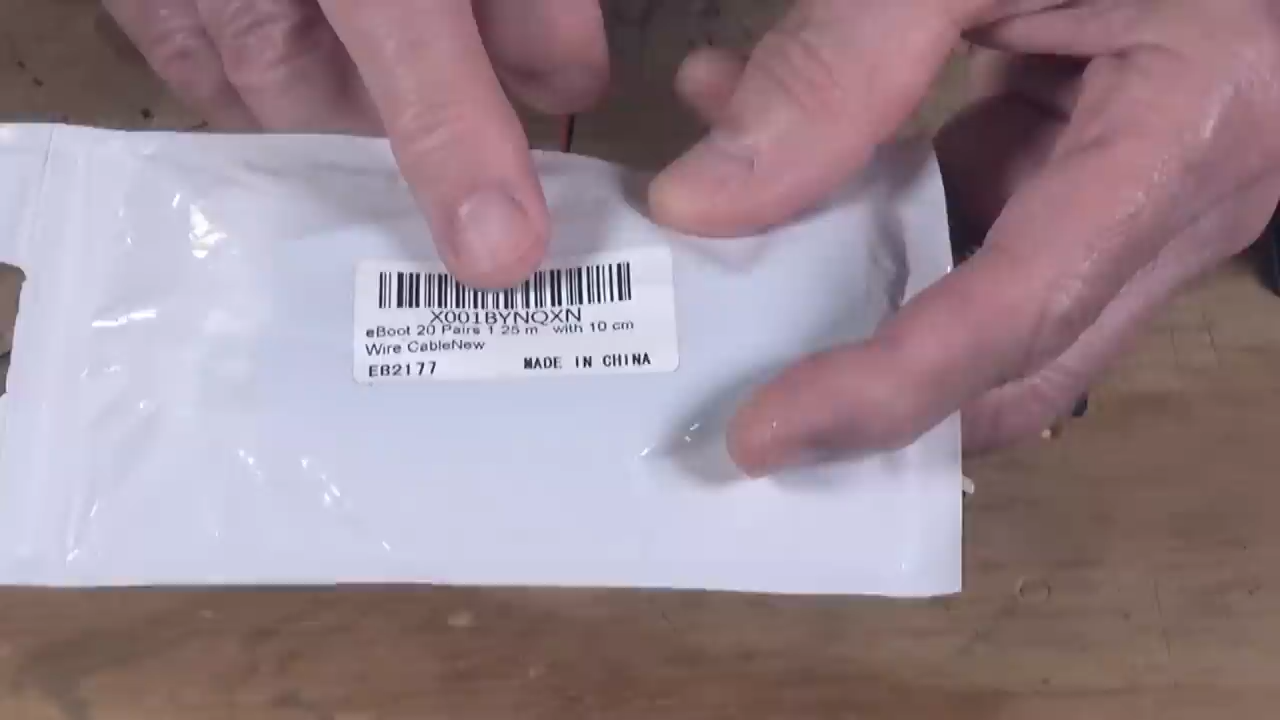 X001BYNQXN
eBoot 20 Pairs 1 25 m with 10 cm
Wire CableNew
EB2177 MADE IN CHINA